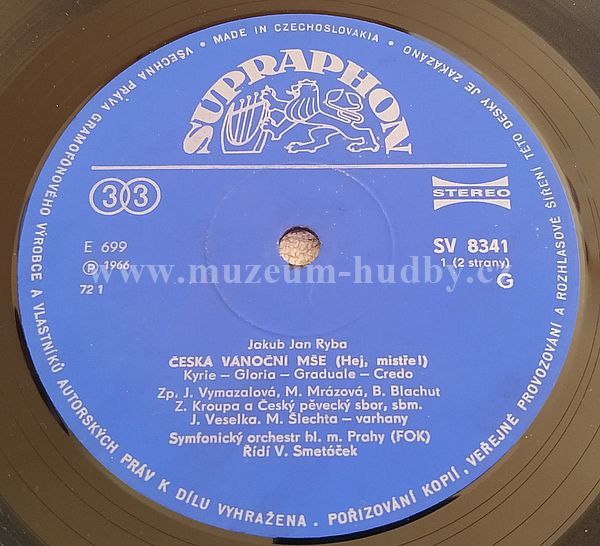 VŠECHNA PRÁVA GRAMOFONOVÉHO VÝROBCE A VLASTNÍKŮ AUTORSKÝCH PRÁV K DÍLU VYHRAŽENA . POŘIZOVÁNÍ KOPIÍ, VEŘEJNÉ PROVOZOVÁNÍ A ROZHLASOVÉ ŠÍŘENÍ TÉTO DESKY JE ZAKÁZÁNO • MADE IN CZECHOSLOVAKIA •
SUPRAPHON
33
STEREO
E 699
SV 8341
Ⓟ 1966
1 (2 strany)
72 1
G
www.muzeum-hudby.cz
Jakub Jan Ryba
ČESKÁ VÁNOČNÍ MŠE (Hej, mistře!)
Kyrie – Gloria – Graduale – Credo
Zp. J. Vymazalová, M. Mrázová, B. Blachut
Z. Kroupa a Český pěvecký sbor, sbm.
J. Veselka. M. Šlechta – varhany
Symfonický orchestr hl. m. Prahy (FOK)
Řídí V. Smetáček